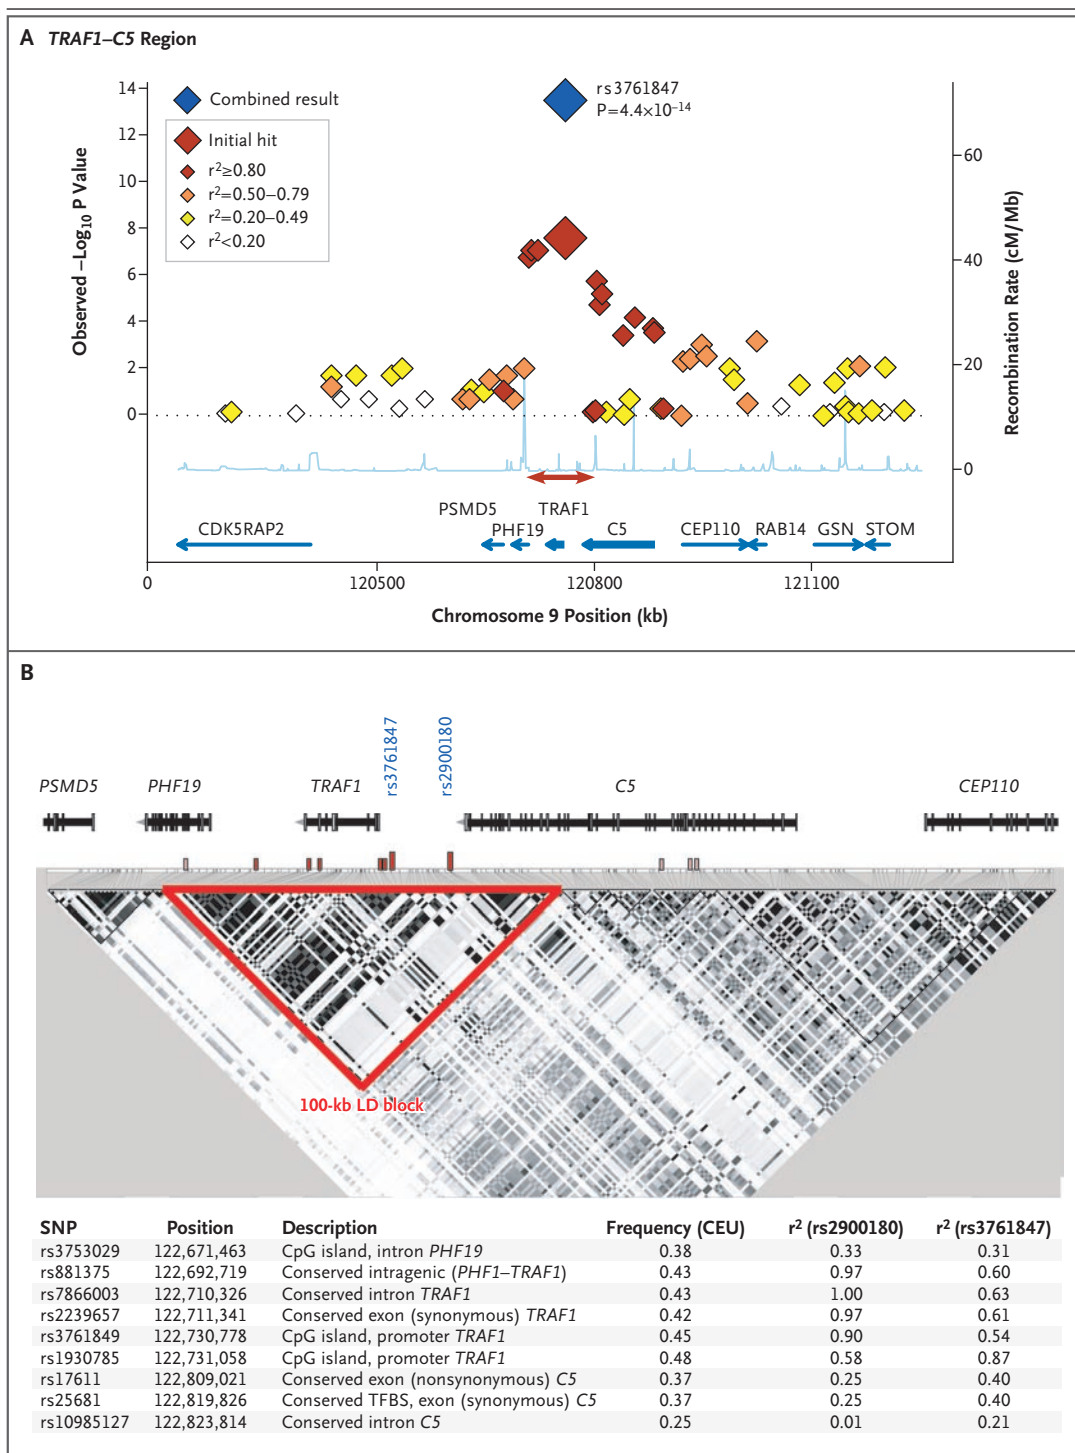 A TRAF1–C5 Region
Combined result
Initial hit
r²≥0.80
r²=0.50–0.79
r²=0.20–0.49
r²<0.20
rs3761847
P=4.4×10⁻¹⁴
Observed –Log₁₀ P Value
14
12
10
8
6
4
2
0
Recombination Rate (cM/Mb)
60
40
20
0
PSMD5 TRAF1
CDK5RAP2 PHF19 C5 CEP110 RAB14 GSN STOM
0 120500 120800 121100
Chromosome 9 Position (kb)
B
rs3761847
rs2900180
PSMD5 PHF19 TRAF1 C5 CEP110
100-kb LD block
SNP Position Description Frequency (CEU) r² (rs2900180) r² (rs3761847)
rs3753029 122,671,463 CpG island, intron PHF19 0.38 0.33 0.31
rs881375 122,692,719 Conserved intragenic (PHF1–TRAF1) 0.43 0.97 0.60
rs7866003 122,710,326 Conserved intron TRAF1 0.43 1.00 0.63
rs2239657 122,711,341 Conserved exon (synonymous) TRAF1 0.42 0.97 0.61
rs3761849 122,730,778 CpG island, promoter TRAF1 0.45 0.90 0.54
rs1930785 122,731,058 CpG island, promoter TRAF1 0.48 0.58 0.87
rs17611 122,809,021 Conserved exon (nonsynonymous) C5 0.37 0.25 0.40
rs25681 122,819,826 Conserved TFBS, exon (synonymous) C5 0.37 0.25 0.40
rs10985127 122,823,814 Conserved intron C5 0.25 0.01 0.21